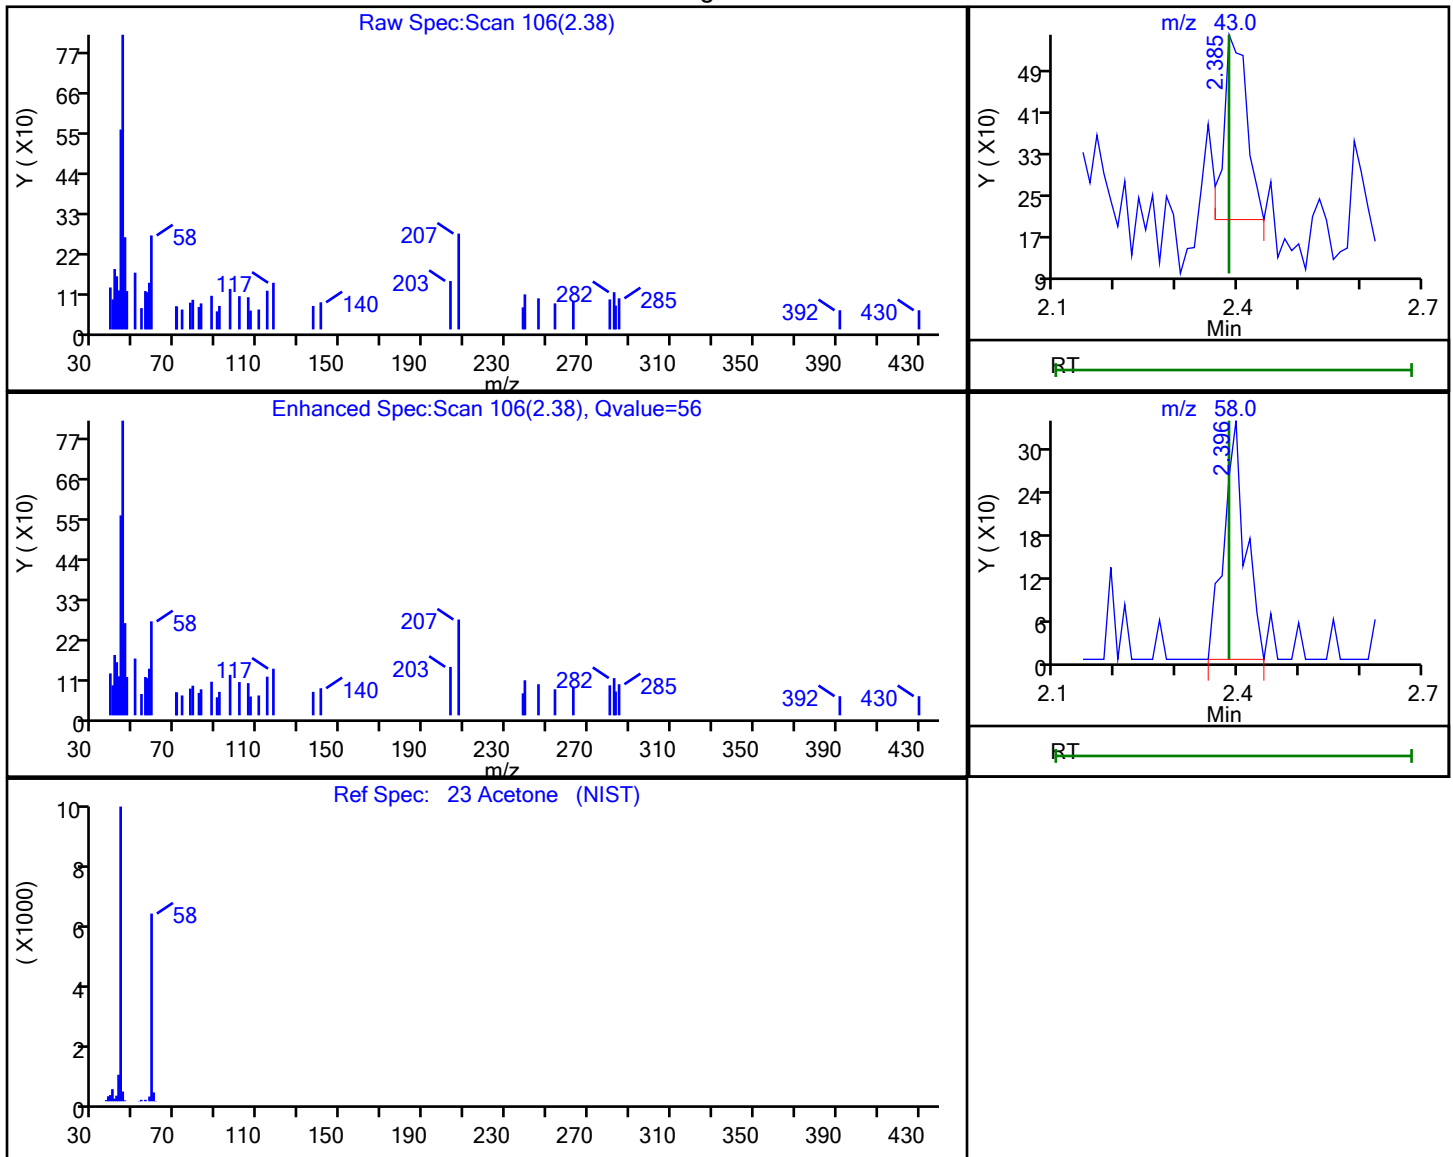 Raw Spec:Scan 106(2.38)
Y ( X10)
77
66
55
44
33
22
11
0
58
117
140
207
203
282
285
392
430
30 70 110 150 190 230 270 310 350 390 430
m/z
m/z 43.0
2.385
Y ( X10)
49
41
33
25
17
9
2.1 2.4 2.7
Min
RT
Enhanced Spec:Scan 106(2.38), Qvalue=56
Y ( X10)
77
66
55
44
33
22
11
0
58
117
140
207
203
282
285
392
430
30 70 110 150 190 230 270 310 350 390 430
m/z
m/z 58.0
2.396
Y ( X10)
30
24
18
12
6
0
2.1 2.4 2.7
Min
RT
Ref Spec: 23 Acetone (NIST)
( X1000)
10
8
6
4
2
0
58
30 70 110 150 190 230 270 310 350 390 430